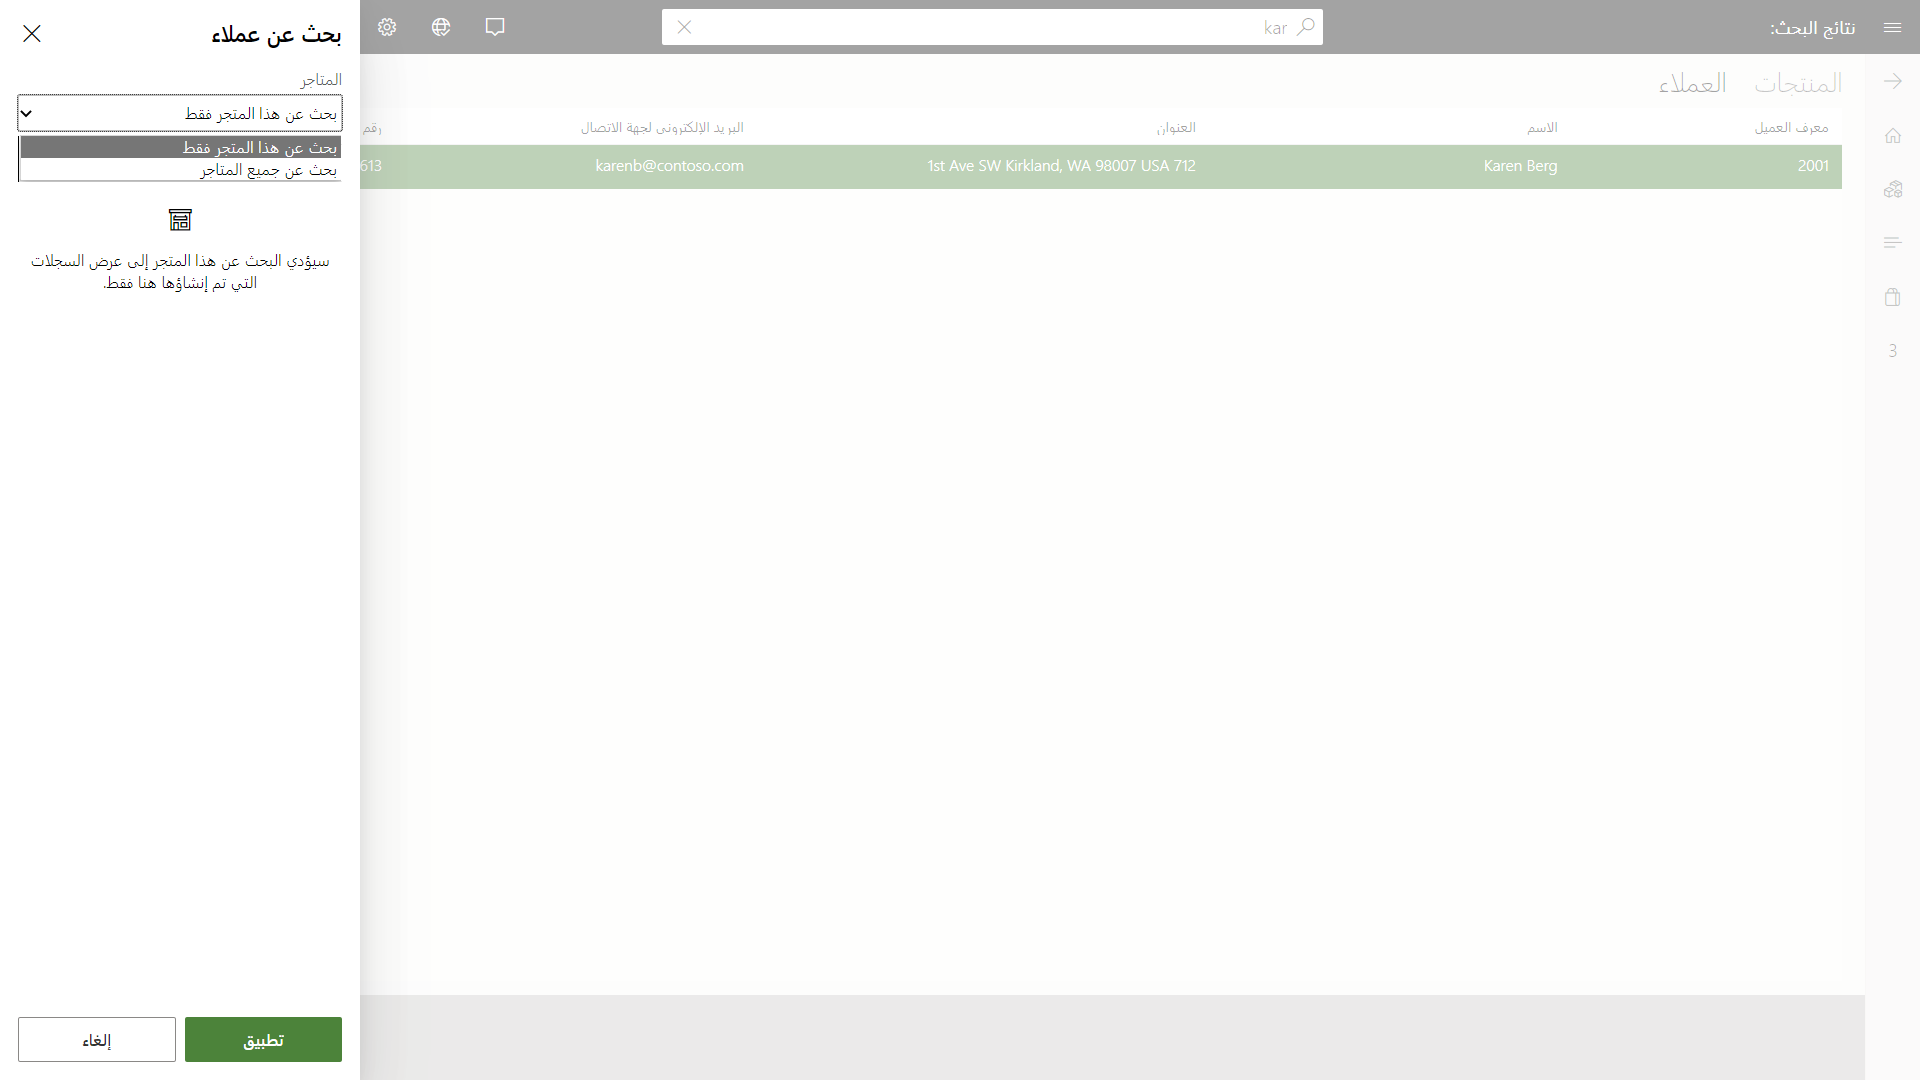 نتائج البحث:
kar
المنتجات
العملاء
معرف العميل
الاسم
العنوان
البريد الإلكتروني لجهة الاتصال
رقم
2001
Karen Berg
1st Ave SW Kirkland, WA 98007 USA 712
karenb@contoso.com
613
3
بحث عن عملاء
المتاجر
بحث عن هذا المتجر فقط
بحث عن هذا المتجر فقط
بحث عن جميع المتاجر
سيؤدي البحث عن هذا المتجر إلى عرض السجلات
التي تم إنشاؤها هنا فقط.
تطبيق
إلغاء